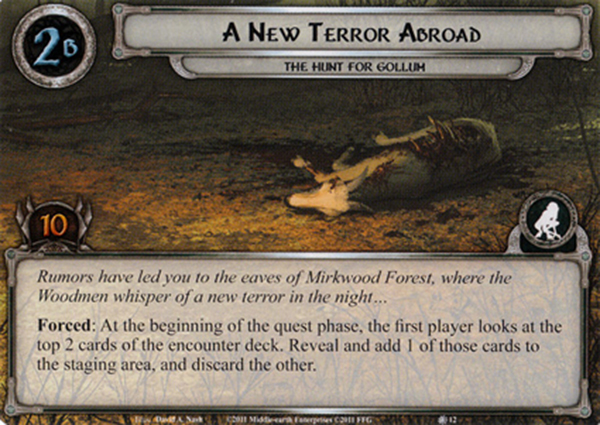 2B
A New Terror Abroad
The Hunt for Gollum
10
Rumors have led you to the eaves of Mirkwood Forest, where the
Woodmen whisper of a new terror in the night…
Forced: At the beginning of the quest phase, the first player looks at the
top 2 cards of the encounter deck. Reveal and add 1 of those cards to
the staging area, and discard the other.
David A. Nash ©2011 Middle-earth Enterprises ©2011 FFG 12